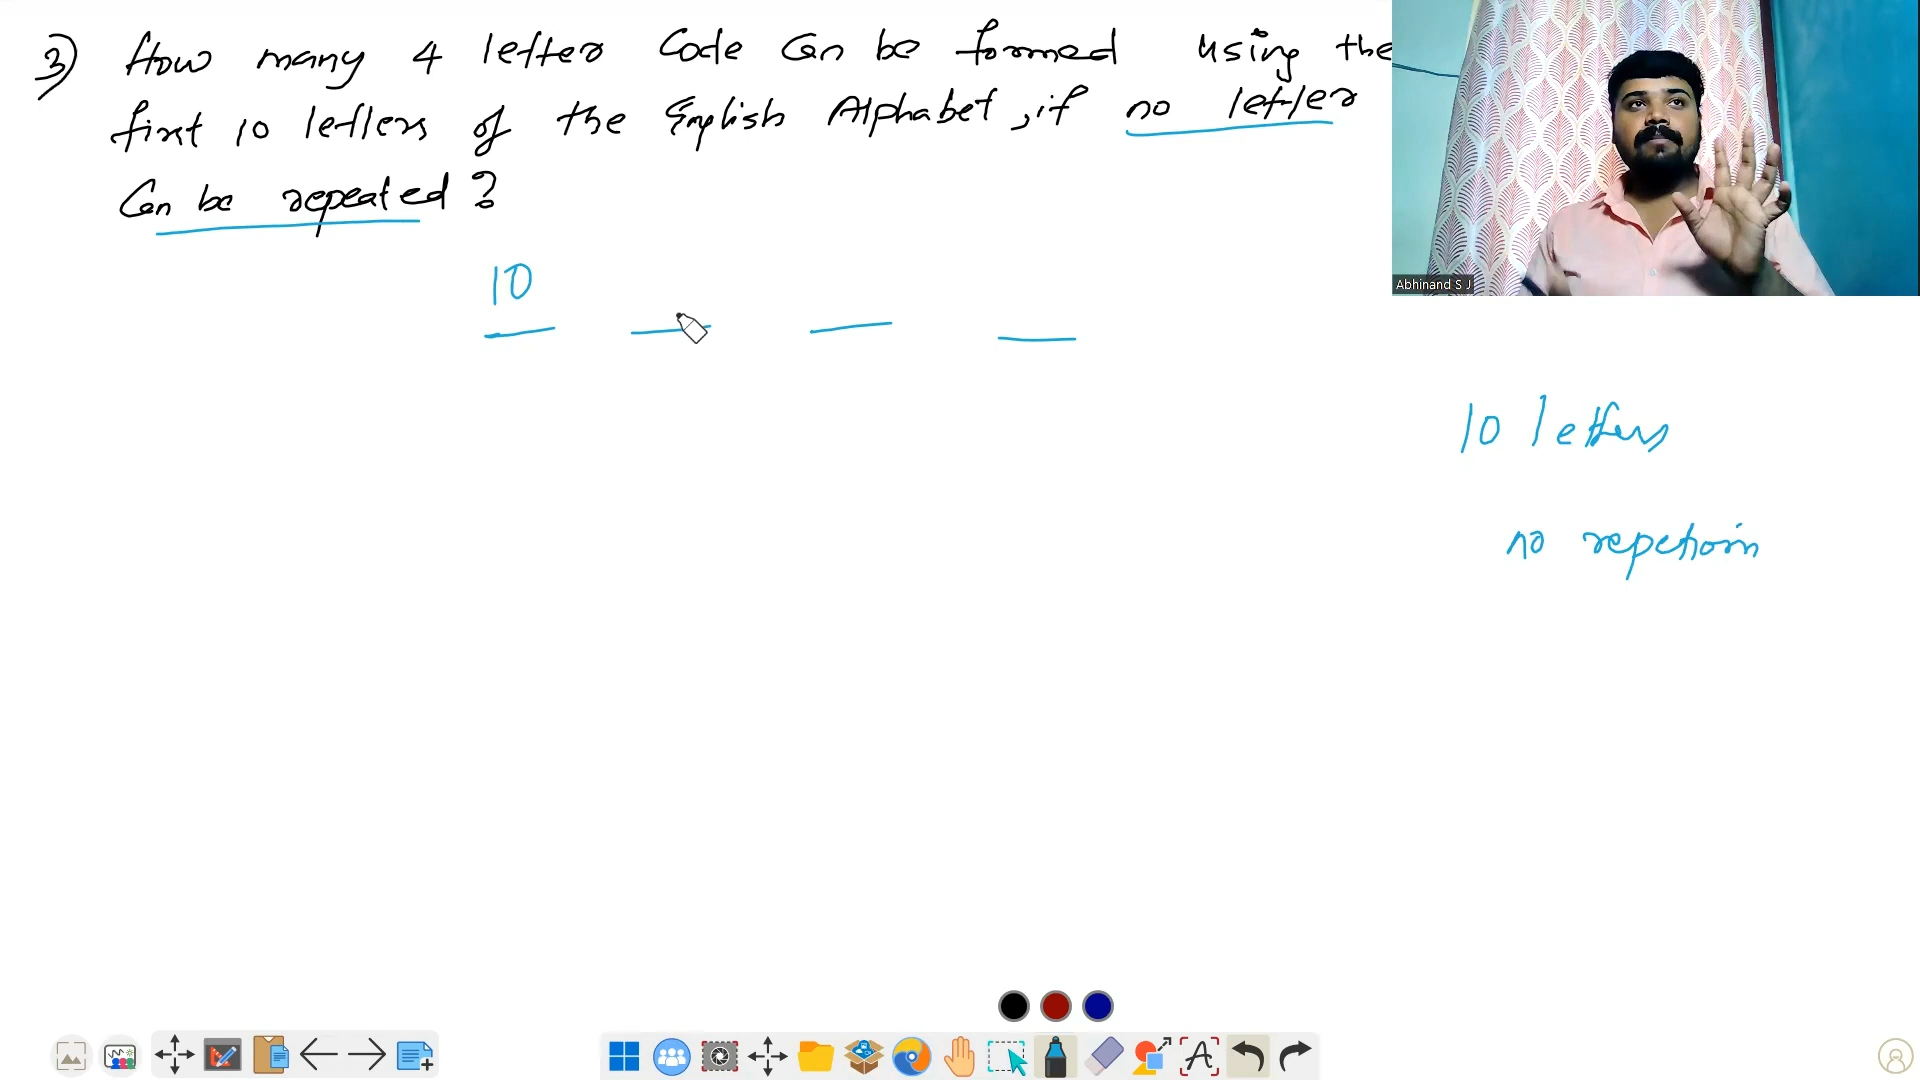 3) How many 4 letter Code Can be formed using the
first 10 letters of the English Alphabet, if no letter
Can be repeated?
10
10 letters
no repetioin
Abhinand S J